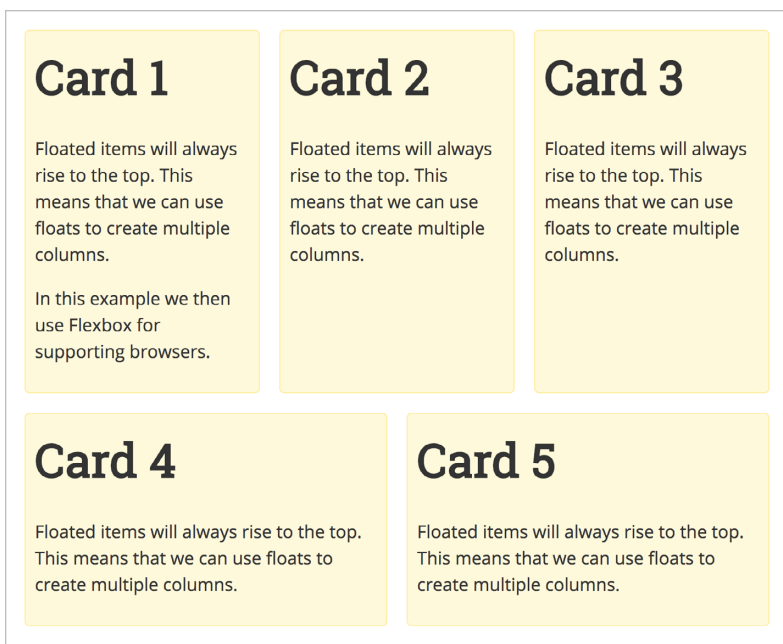 Card 1
Floated items will always
rise to the top. This
means that we can use
floats to create multiple
columns.
In this example we then
use Flexbox for
supporting browsers.
Card 2
Floated items will always
rise to the top. This
means that we can use
floats to create multiple
columns.
Card 3
Floated items will always
rise to the top. This
means that we can use
floats to create multiple
columns.
Card 4
Floated items will always rise to the top.
This means that we can use floats to
create multiple columns.
Card 5
Floated items will always rise to the top.
This means that we can use floats to
create multiple columns.